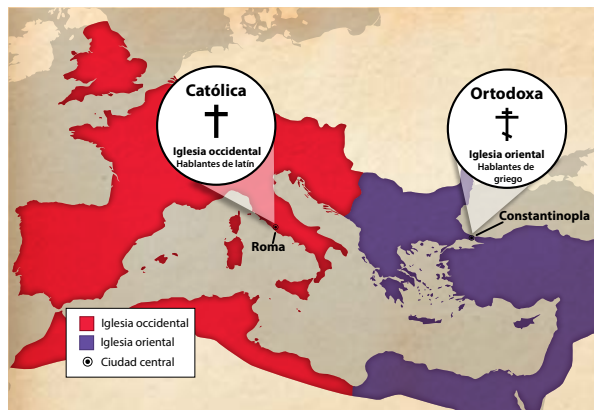 Católica
Iglesia occidental
Hablantes de latín
Ortodoxa
Iglesia oriental
Hablantes de
griego
Constantinopla
Roma
Iglesia occidental
Iglesia oriental
Ciudad central